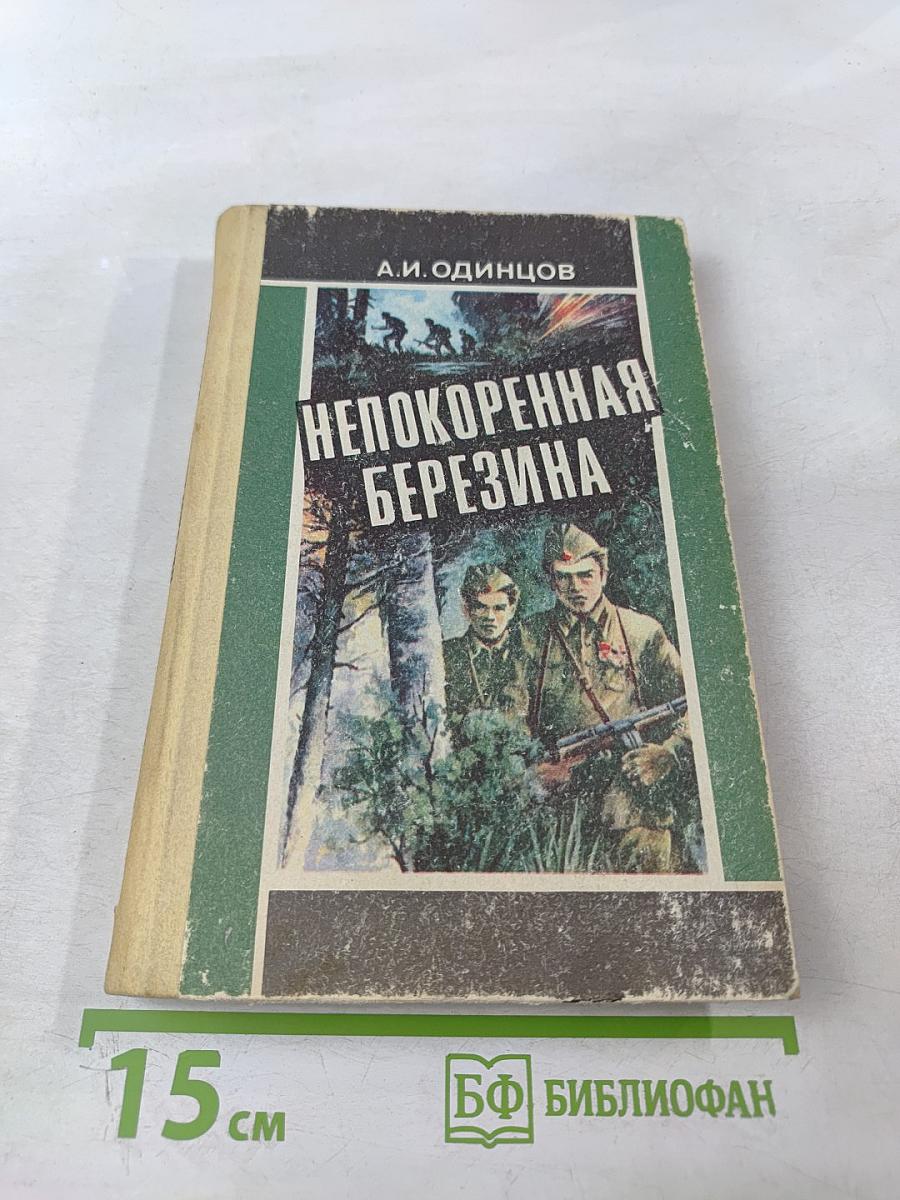 А.И.ОДИНЦОВ
НЕПОКОРЕННАЯ
БЕРЕЗИНА
15 см
БФ БИБЛИОФАН